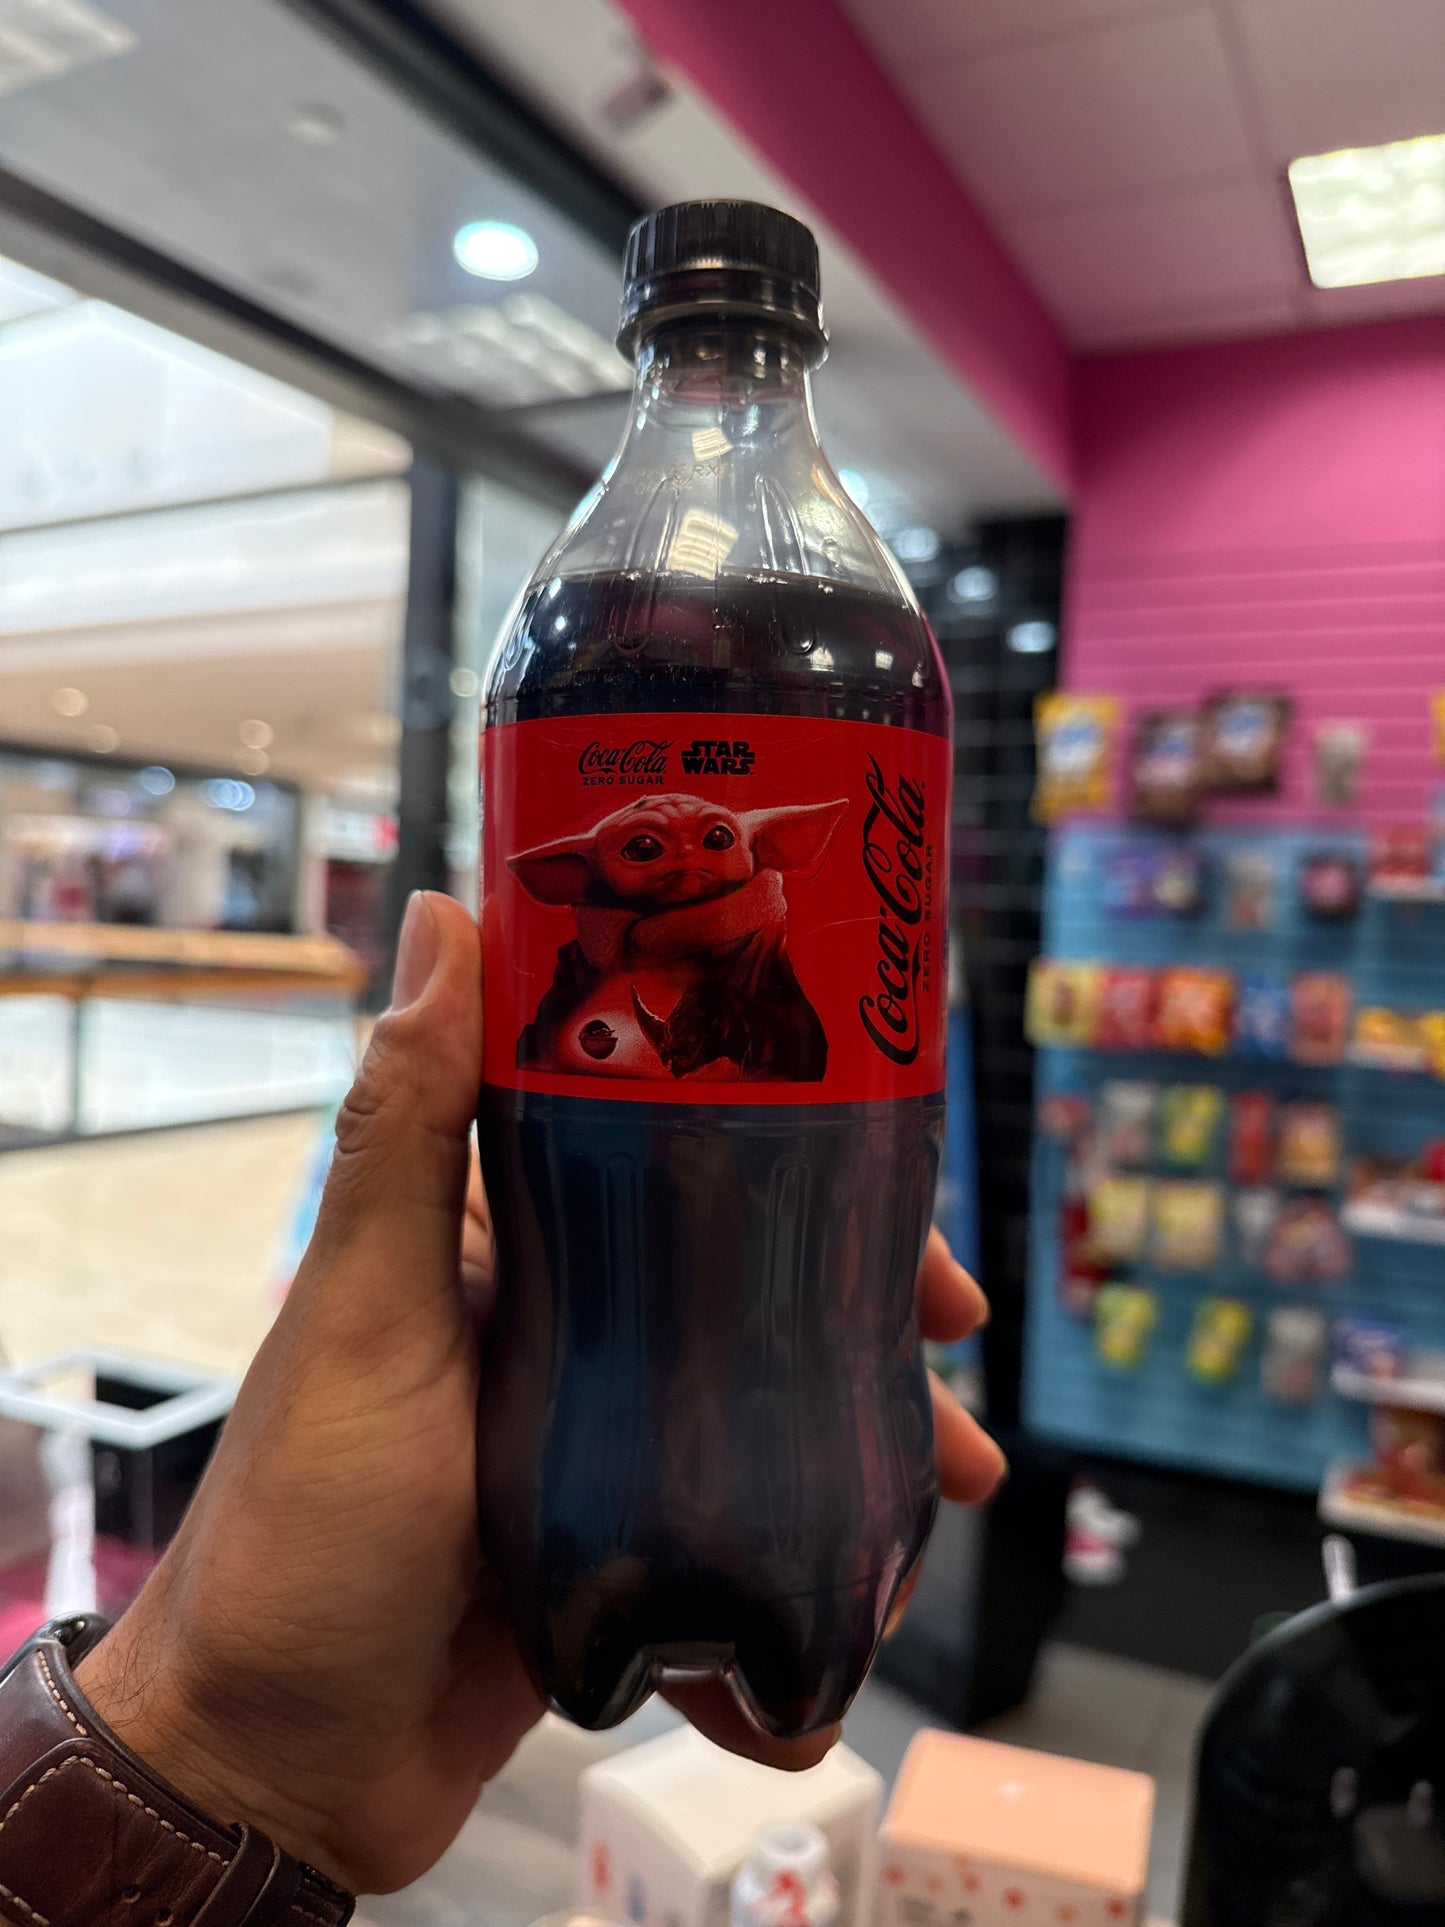 Coca-Cola
ZERO SUGAR
STAR
WARS
Coca-Cola
ZERO SUGAR